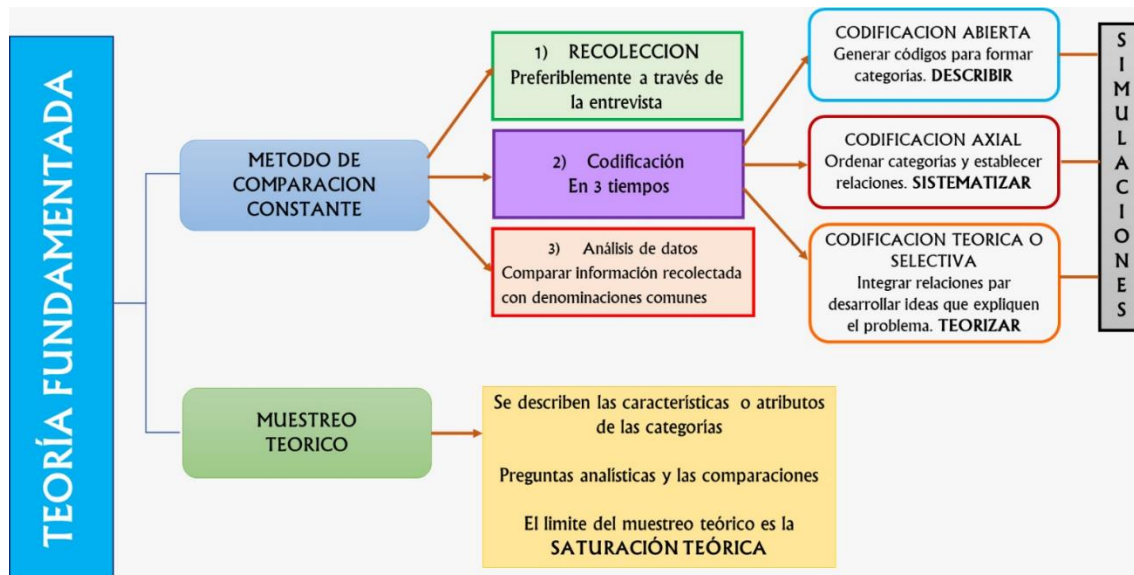 TEORÍA FUNDAMENTADA
METODO DE
COMPARACION
CONSTANTE
1) RECOLECCION
Preferiblemente a través de
la entrevista
2) Codificación
En 3 tiempos
3) Análisis de datos
Comparar información recolectada
con denominaciones comunes
CODIFICACION ABIERTA
Generar códigos para formar
categorías. DESCRIBIR
CODIFICACION AXIAL
Ordenar categorias y establecer
relaciones. SISTEMATIZAR
CODIFICACION TEORICA O
SELECTIVA
Integrar relaciones par
desarrollar ideas que expliquen
el problema. TEORIZAR
SIMULACIONES
MUESTREO
TEORICO
Se describen las caracteristicas o atributos
de las categorías
Preguntas analísticas y las comparaciones
El limite del muestreo teórico es la
SATURACIÓN TEÓRICA